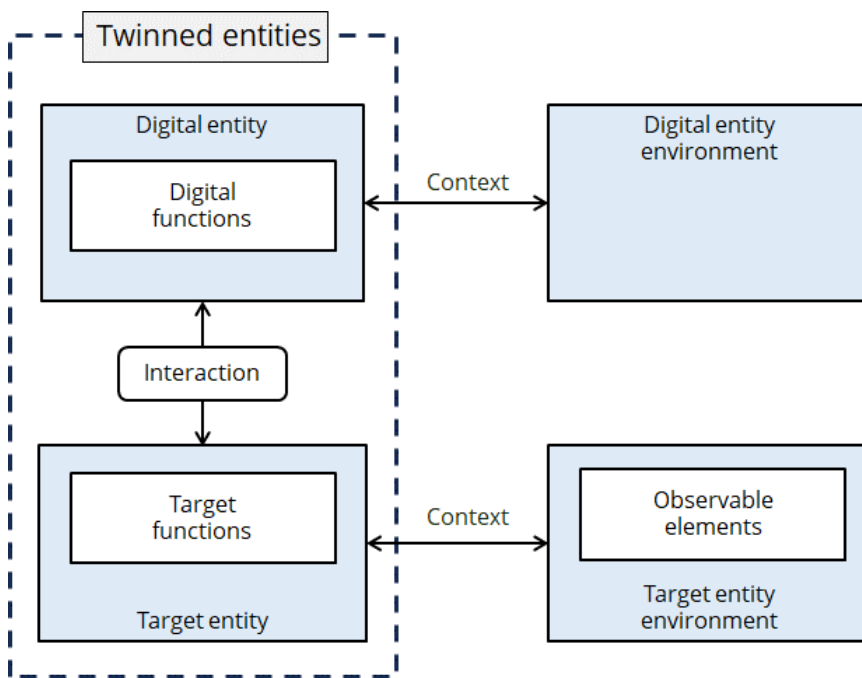 Twinned entities
Digital entity
Digital
functions
Context
Digital entity
environment
Interaction
Target
functions
Target entity
Context
Observable
elements
Target entity
environment